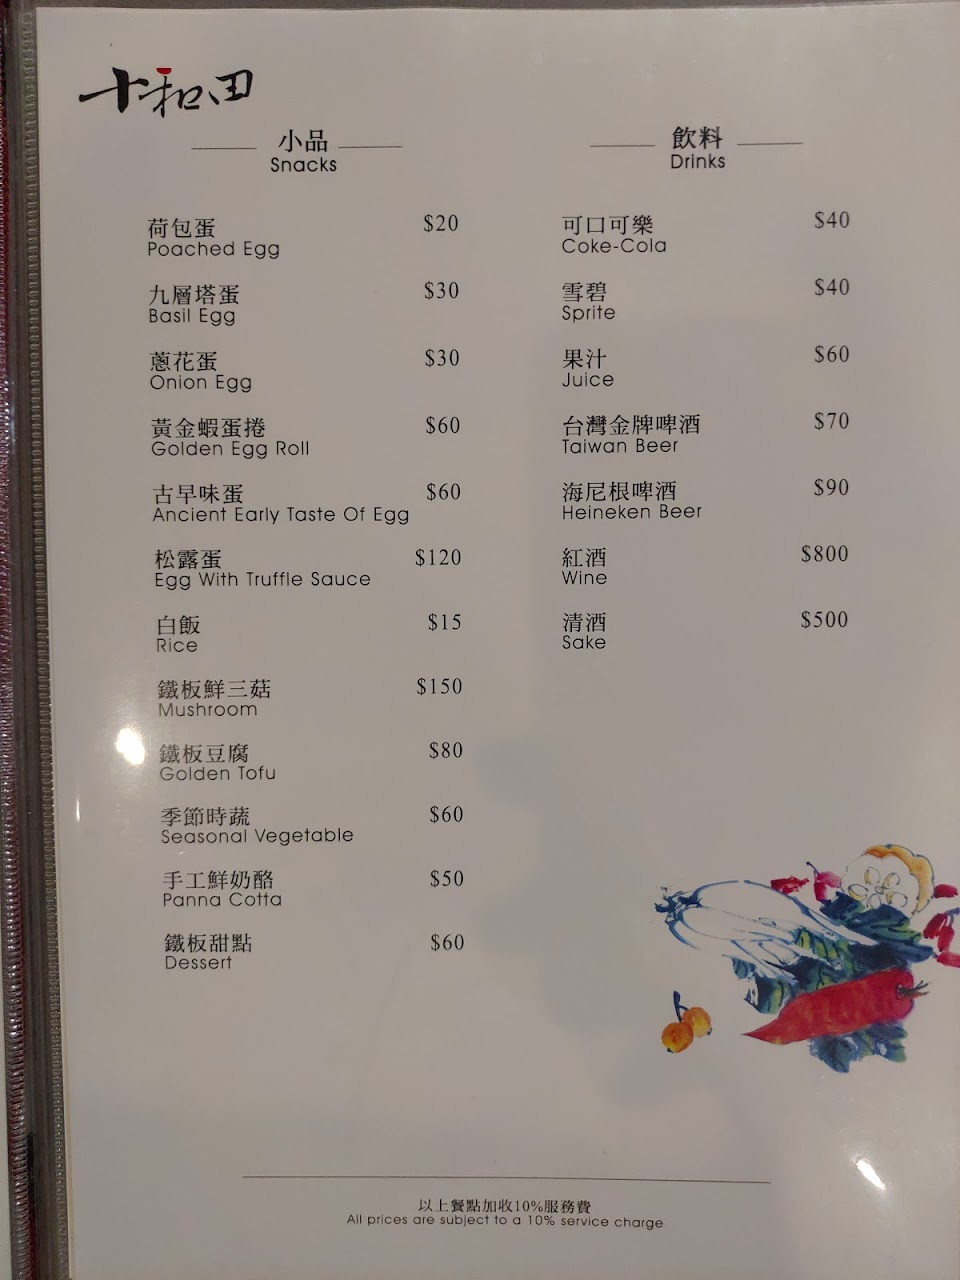 十和田
小品
Snacks
荷包蛋 $20
Poached Egg
九層塔蛋 $30
Basil Egg
蔥花蛋 $30
Onion Egg
黃金蝦蛋捲 $60
Golden Egg Roll
古早味蛋 $60
Ancient Early Taste Of Egg
松露蛋 $120
Egg With Truffle Sauce
白飯 $15
Rice
鐵板鮮三菇 $150
Mushroom
鐵板豆腐 $80
Golden Tofu
季節時蔬 $60
Seasonal Vegetable
手工鮮奶酪 $50
Panna Cotta
鐵板甜點 $60
Dessert
飲料
Drinks
可口可樂 $40
Coke-Cola
雪碧 $40
Sprite
果汁 $60
Juice
台灣金牌啤酒 $70
Taiwan Beer
海尼根啤酒 $90
Heineken Beer
紅酒 $800
Wine
清酒 $500
Sake
以上餐點加收10%服務費
All prices are subject to a 10% service charge